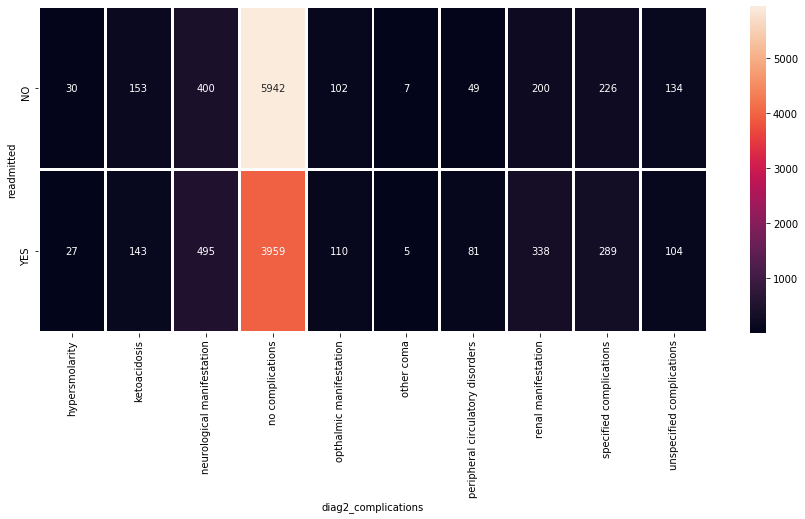 NO
30 153 400 5942 102 7 49 200 226 134
YES
27 143 495 3959 110 5 81 338 289 104
readmitted
hypersmolarity
ketoacidosis
neurological manifestation
no complications
opthalmic manifestation
other coma
peripheral circulatory disorders
renal manifestation
specified complications
unspecified complications
diag2_complications
5000
4000
3000
2000
1000